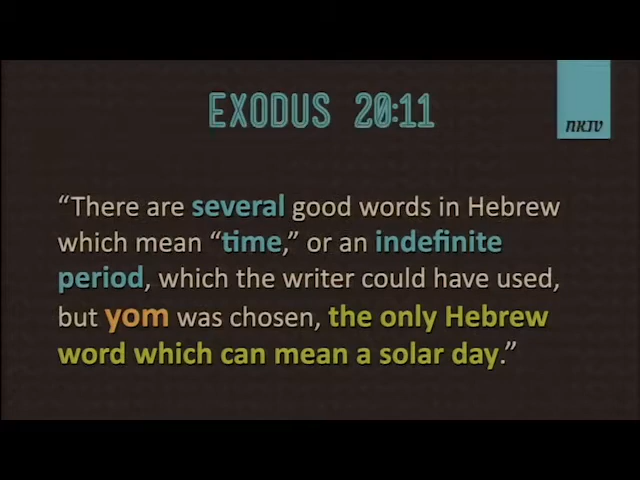 EXODUS 20:11
NKJV
“There are several good words in Hebrew
which mean “time,” or an indefinite
period, which the writer could have used,
but yom was chosen, the only Hebrew
word which can mean a solar day.”